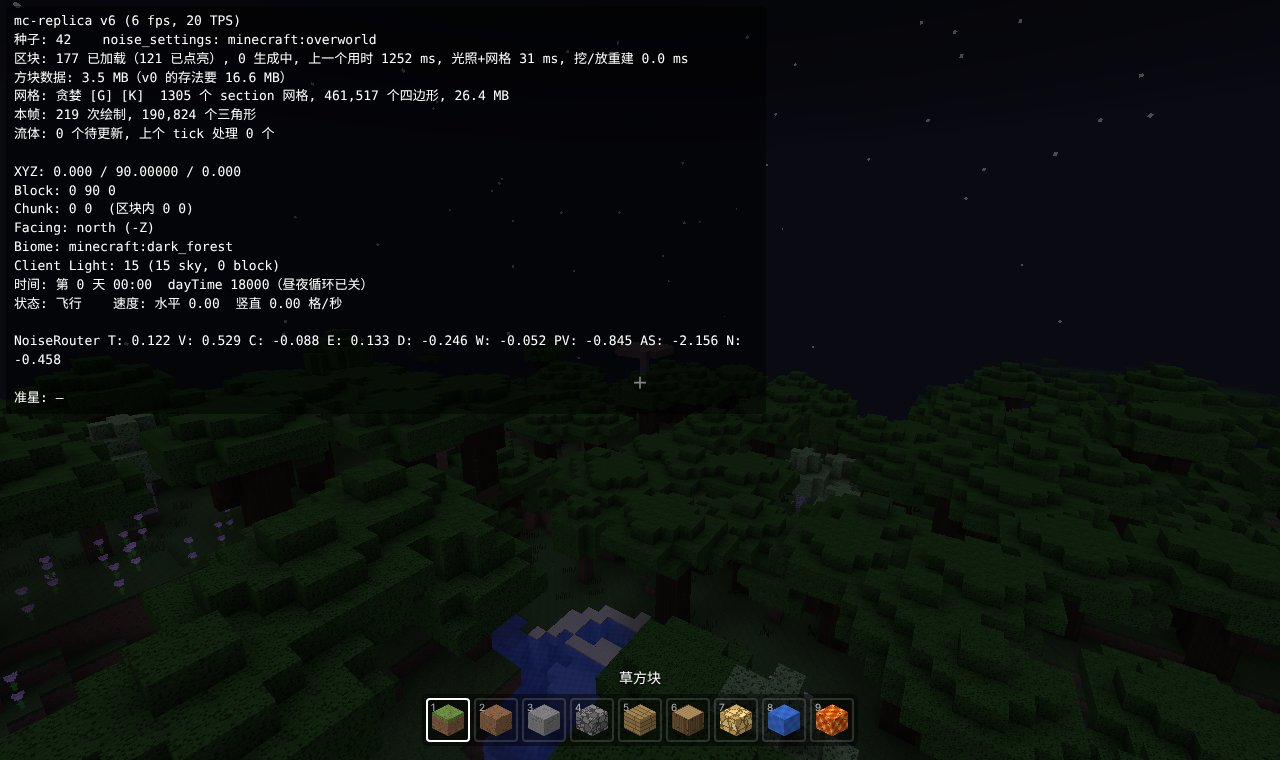 mc-replica v6 (6 fps, 20 TPS)
种子: 42    noise_settings: minecraft:overworld
区块: 177 已加载（121 已点亮）, 0 生成中, 上一个用时 1252 ms, 光照+网格 31 ms, 挖/放重建 0.0 ms
方块数据: 3.5 MB（v0 的存法要 16.6 MB）
网格: 贪婪 [G] [K]  1305 个 section 网格, 461,517 个四边形, 26.4 MB
本帧: 219 次绘制, 190,824 个三角形
流体: 0 个待更新, 上个 tick 处理 0 个
XYZ: 0.000 / 90.00000 / 0.000
Block: 0 90 0
Chunk: 0 0  (区块内 0 0)
Facing: north (-Z)
Biome: minecraft:dark_forest
Client Light: 15 (15 sky, 0 block)
时间: 第 0 天 00:00  dayTime 18000（昼夜循环已关）
状态: 飞行    速度: 水平 0.00  竖直 0.00 格/秒
NoiseRouter T: 0.122 V: 0.529 C: -0.088 E: 0.133 D: -0.246 W: -0.052 PV: -0.845 AS: -2.156 N:
-0.458
准星: —
草方块
1 2 3 4 5 6 7 8 9